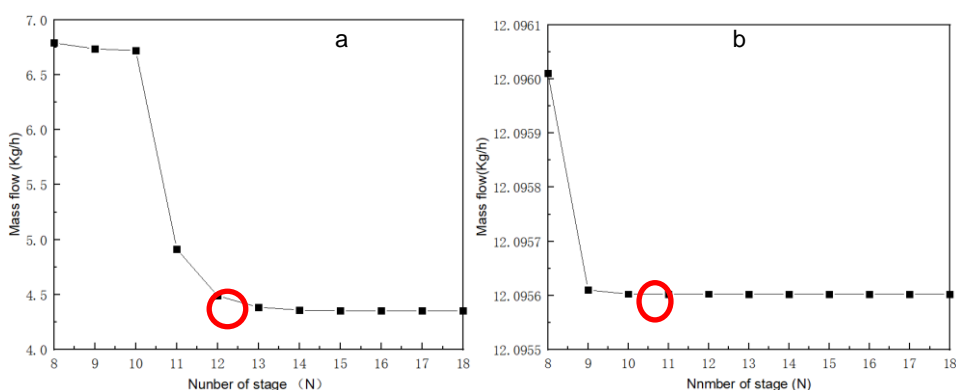 a
7.0
6.5
6.0
5.5
5.0
4.5
4.0
Mass flow (Kg/h)
8 9 10 11 12 13 14 15 16 17 18
Nunber of stage （N）
b
12.0961
12.0960
12.0959
12.0958
12.0957
12.0956
12.0955
Mass flow(Kg/h)
8 9 10 11 12 13 14 15 16 17 18
Nnmber of stage (N)